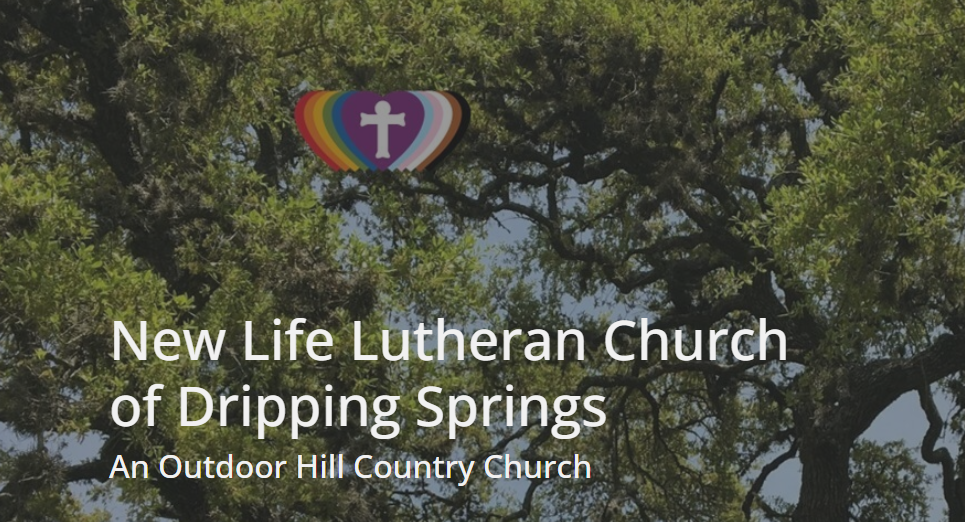 New Life Lutheran Church
of Dripping Springs
An Outdoor Hill Country Church